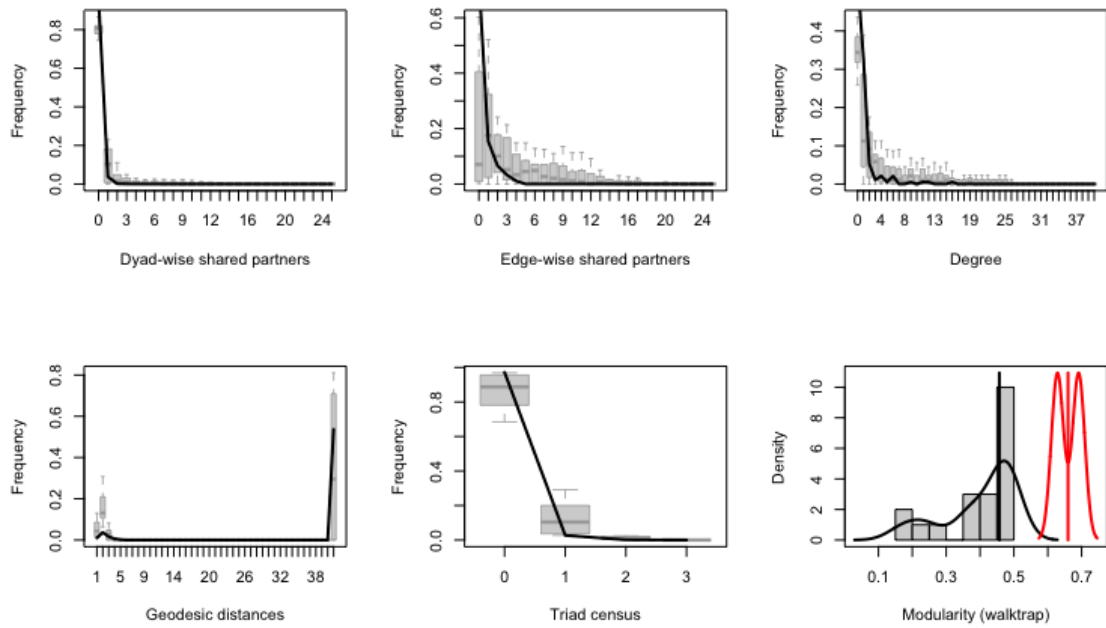 Frequency
0.0 0.2 0.4 0.6 0.8
0 3 6 9 12 16 20 24
Dyad-wise shared partners
Frequency
0.0 0.2 0.4 0.6
0 3 6 9 12 16 20 24
Edge-wise shared partners
Frequency
0.0 0.1 0.2 0.3 0.4
0 4 8 13 19 25 31 37
Degree
Frequency
0.0 0.2 0.4 0.6 0.8
1 5 9 14 20 26 32 38
Geodesic distances
Frequency
0.0 0.4 0.8
0 1 2 3
Triad census
Density
0 2 4 6 8 10
0.1 0.3 0.5 0.7
Modularity (walktrap)